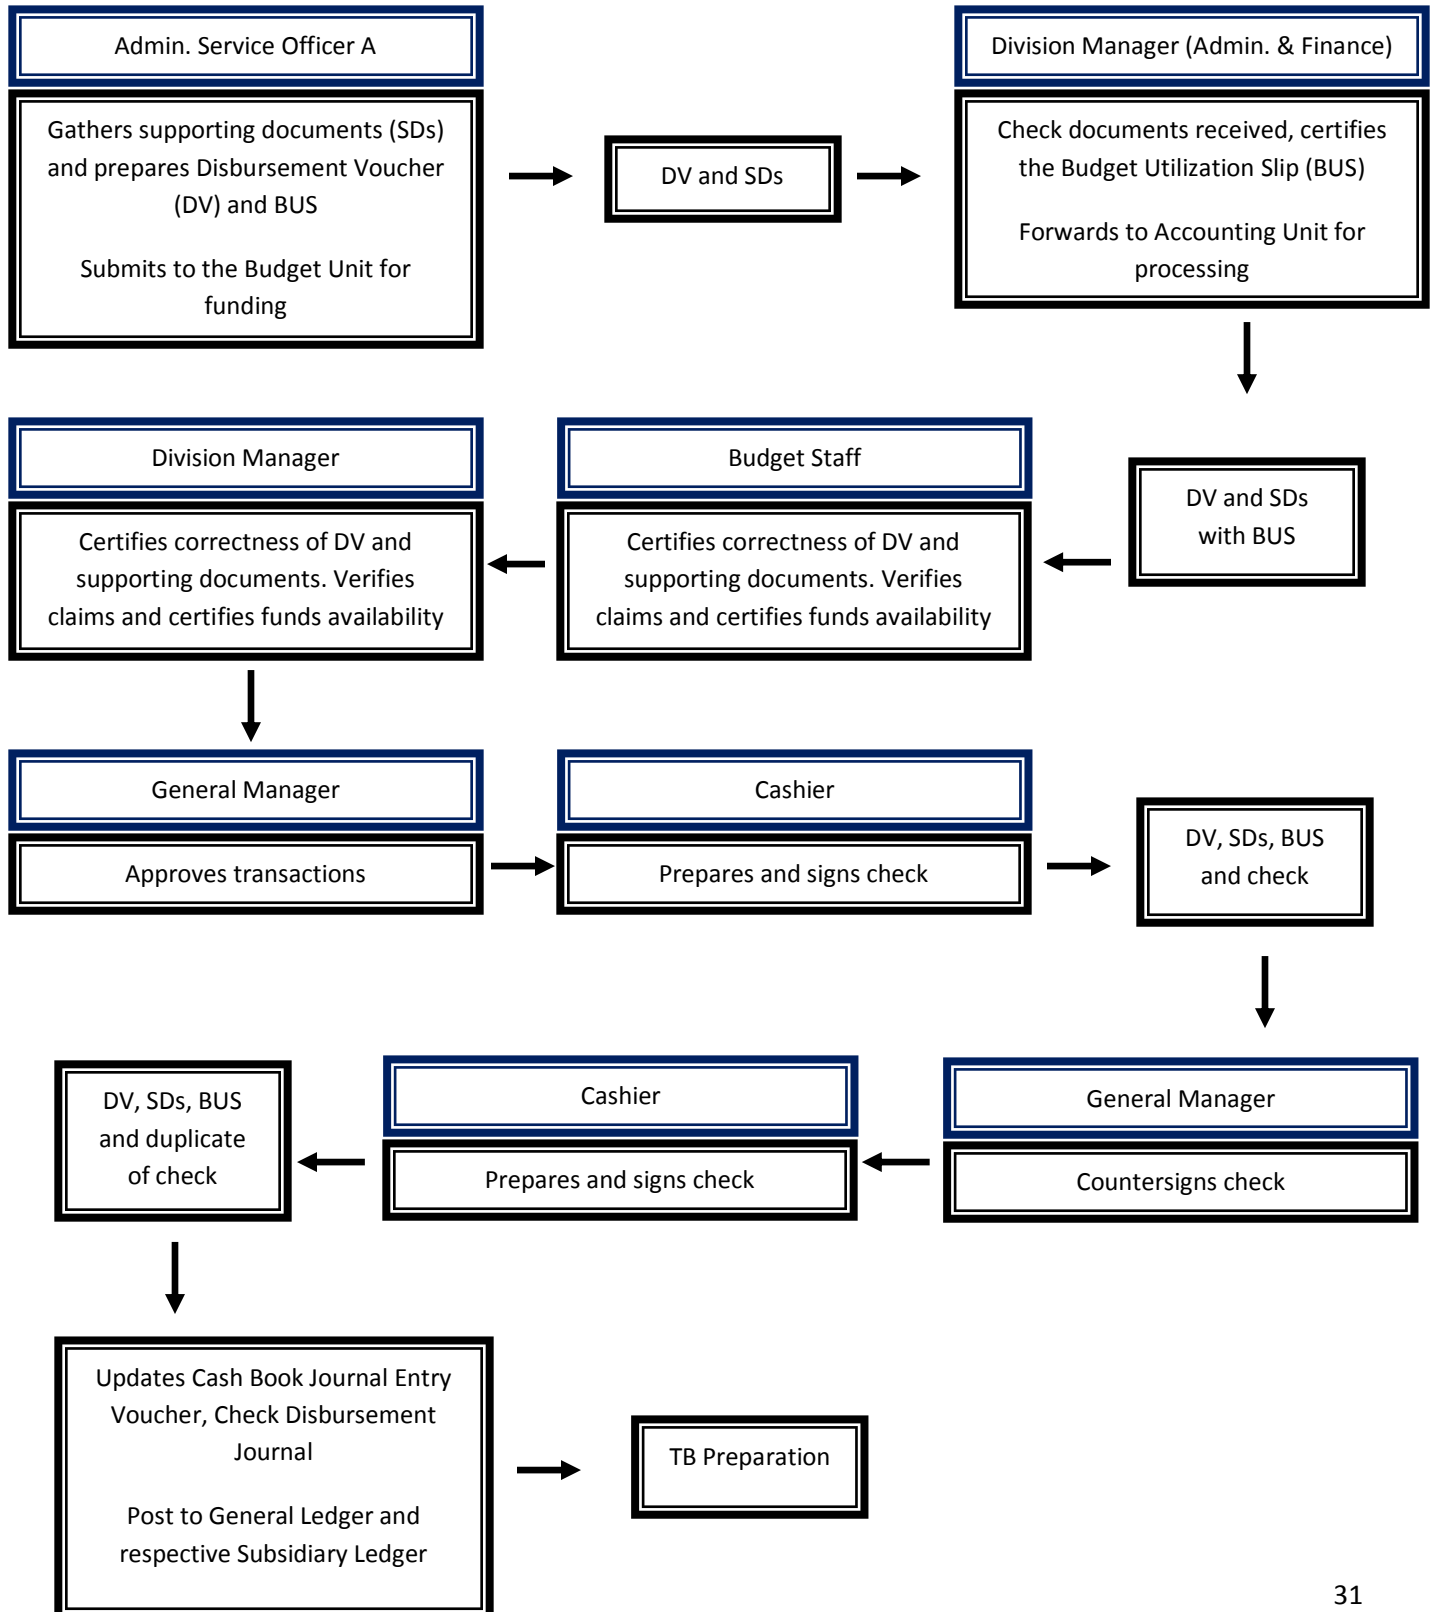 Admin. Service Officer A
Gathers supporting documents (SDs)
and prepares Disbursement Voucher
(DV) and BUS
Submits to the Budget Unit for
funding
DV and SDs
Division Manager (Admin. & Finance)
Check documents received, certifies
the Budget Utilization Slip (BUS)
Forwards to Accounting Unit for
processing
DV and SDs
with BUS
Budget Staff
Certifies correctness of DV and
supporting documents. Verifies
claims and certifies funds availability
Division Manager
Certifies correctness of DV and
supporting documents. Verifies
claims and certifies funds availability
General Manager
Approves transactions
Cashier
Prepares and signs check
DV, SDs, BUS
and check
General Manager
Countersigns check
Cashier
Prepares and signs check
DV, SDs, BUS
and duplicate
of check
Updates Cash Book Journal Entry
Voucher, Check Disbursement
Journal
Post to General Ledger and
respective Subsidiary Ledger
TB Preparation
31